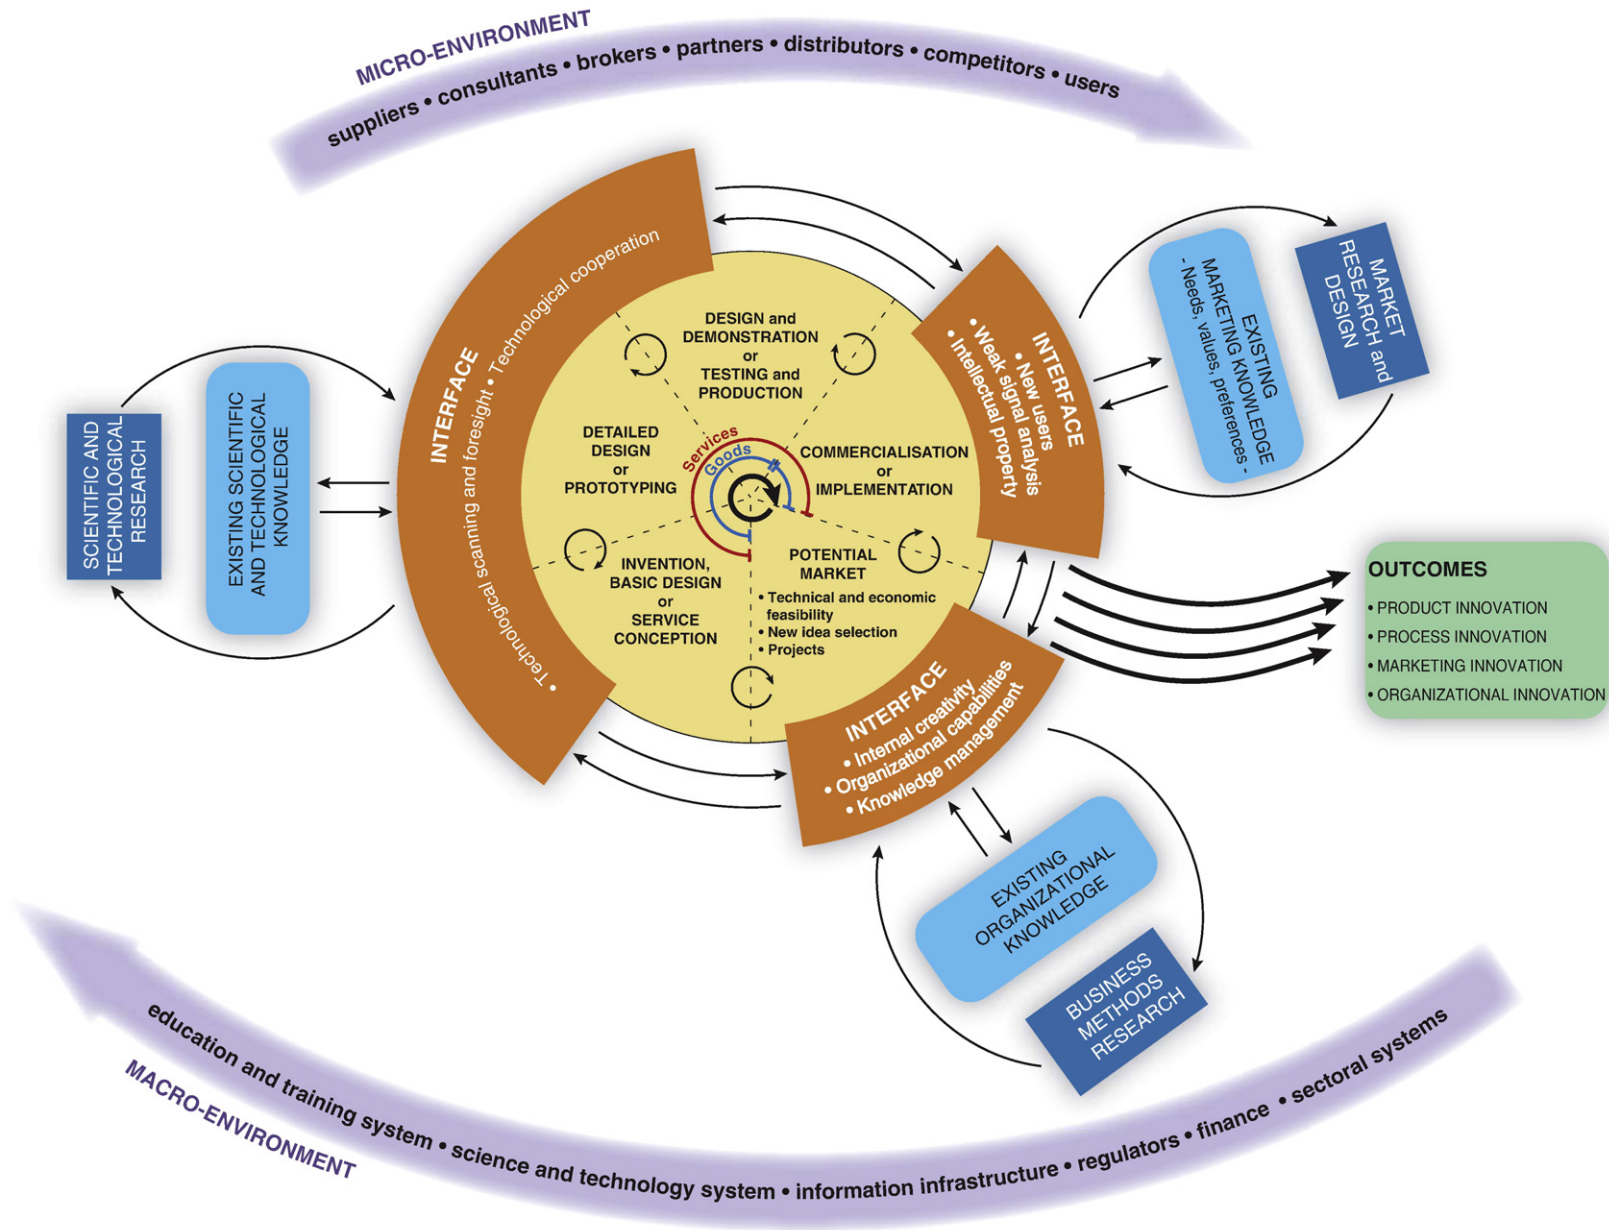 MICRO-ENVIRONMENT
suppliers • consultants • brokers • partners • distributors • competitors • users
SCIENTIFIC AND
TECHNOLOGICAL
RESEARCH
EXISTING SCIENTIFIC
AND TECHNOLOGICAL
KNOWLEDGE
INTERFACE
• Technological scanning and foresight • Technological cooperation
DESIGN and
DEMONSTRATION
or
TESTING and
PRODUCTION
DETAILED
DESIGN
or
PROTOTYPING
Services
Goods
COMMERCIALISATION
or
IMPLEMENTATION
INVENTION,
BASIC DESIGN
or
SERVICE
CONCEPTION
POTENTIAL
MARKET
• Technical and economic
feasibility
• New idea selection
• Projects
INTERFACE
• New users
• Weak signal analysis
• Intellectual property
EXISTING
MARKETING KNOWLEDGE
- Needs, values, preferences -
MARKET
RESEARCH and
DESIGN
INTERFACE
• Internal creativity
• Organizational capabilities
• Knowledge management
EXISTING
ORGANIZATIONAL
KNOWLEDGE
BUSINESS
METHODS
RESEARCH
OUTCOMES
• PRODUCT INNOVATION
• PROCESS INNOVATION
• MARKETING INNOVATION
• ORGANIZATIONAL INNOVATION
education and training system • science and technology system • information infrastructure • regulators • finance • sectoral systems
MACRO-ENVIRONMENT